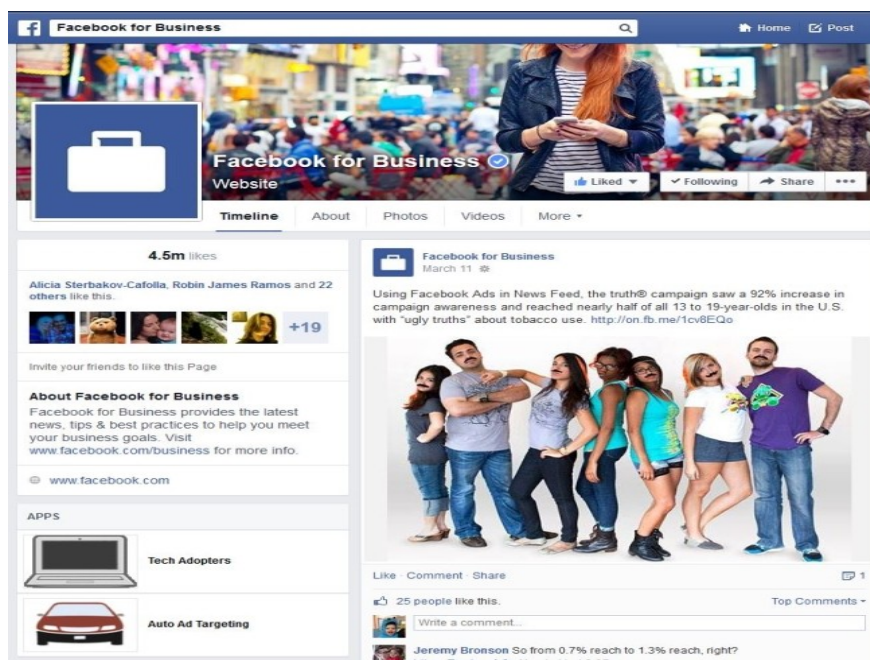 f Facebook for Business
Home Post
Facebook for Business
Website
Liked Following Share
Timeline About Photos Videos More
4.5m likes
Alicia Sterbakov-Cafolla, Robin James Ramos and 22
others like this.
+19
Invite your friends to like this Page
About Facebook for Business
Facebook for Business provides the latest
news, tips & best practices to help you meet
your business goals. Visit
www.facebook.com/business for more info.
www.facebook.com
APPS
Tech Adopters
Auto Ad Targeting
Facebook for Business
March 11
Using Facebook Ads in News Feed, the truth® campaign saw a 92% increase in
campaign awareness and reached nearly half of all 13 to 19-year-olds in the U.S.
with “ugly truths” about tobacco use. http://on.fb.me/1cv8EQo
Like · Comment · Share 1
25 people like this. Top Comments
Write a comment...
Jeremy Bronson So from 0.7% reach to 1.3% reach, right?